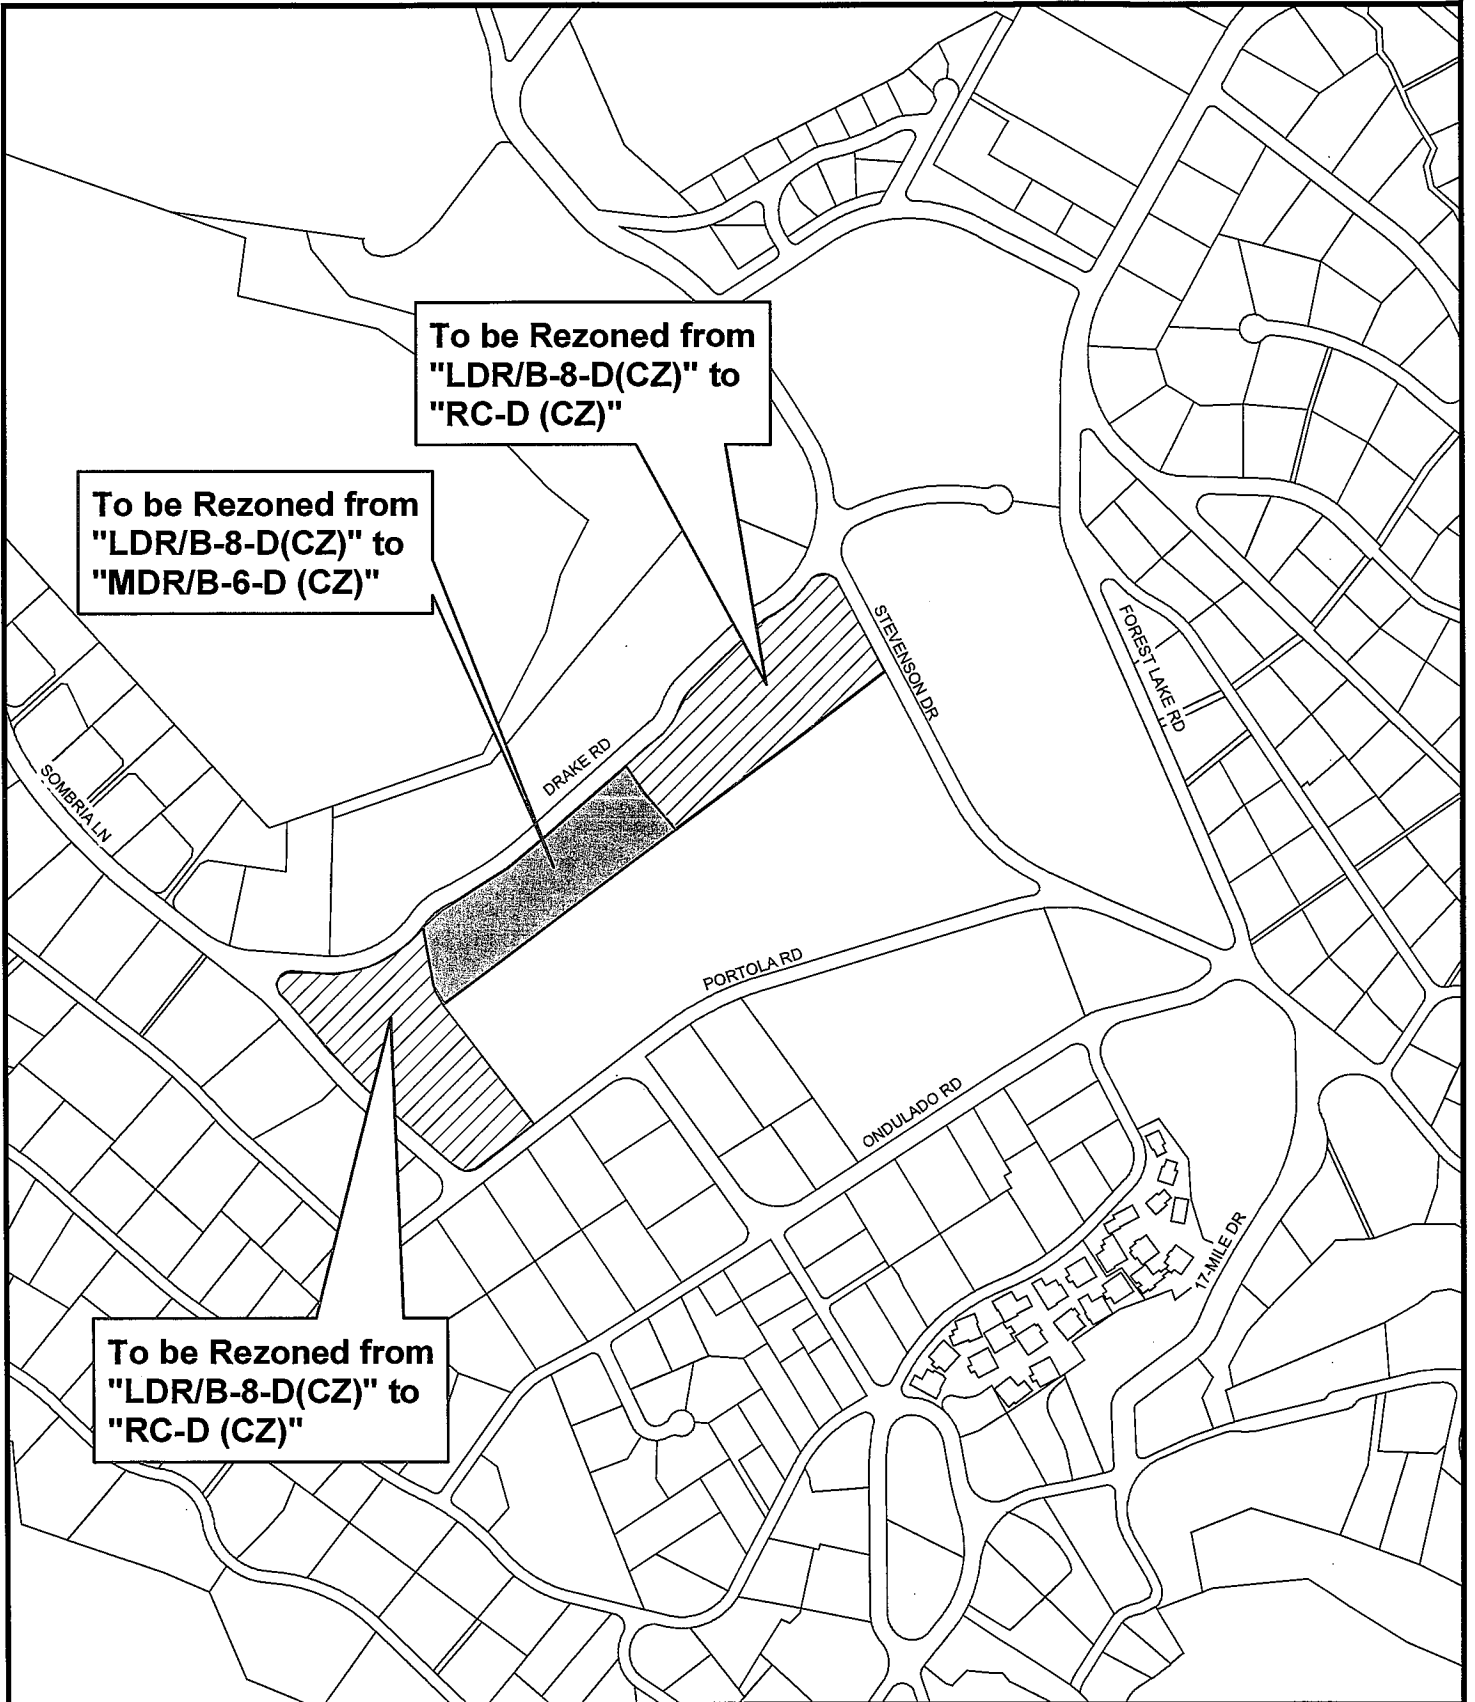 To be Rezoned from
"LDR/B-8-D(CZ)" to
"RC-D (CZ)"
To be Rezoned from
"LDR/B-8-D(CZ)" to
"MDR/B-6-D (CZ)"
STEVENSON DR
FOREST LAKE RD
DRAKE RD
SOMBRIA LN
PORTOLA RD
ONDULADO RD
17-MILE DR
To be Rezoned from
"LDR/B-8-D(CZ)" to
"RC-D (CZ)"